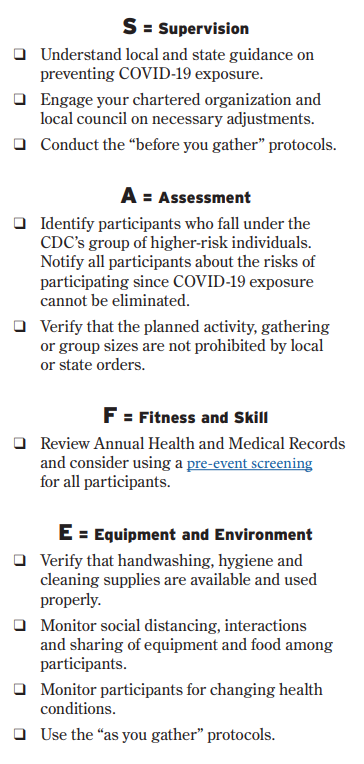 S = Supervision
❑ Understand local and state guidance on
preventing COVID-19 exposure.
❑ Engage your chartered organization and
local council on necessary adjustments.
❑ Conduct the “before you gather” protocols.
A = Assessment
❑ Identify participants who fall under the
CDC’s group of higher-risk individuals.
Notify all participants about the risks of
participating since COVID-19 exposure
cannot be eliminated.
❑ Verify that the planned activity, gathering
or group sizes are not prohibited by local
or state orders.
F = Fitness and Skill
❑ Review Annual Health and Medical Records
and consider using a pre-event screening
for all participants.
E = Equipment and Environment
❑ Verify that handwashing, hygiene and
cleaning supplies are available and used
properly.
❑ Monitor social distancing, interactions
and sharing of equipment and food among
participants.
❑ Monitor participants for changing health
conditions.
❑ Use the “as you gather” protocols.